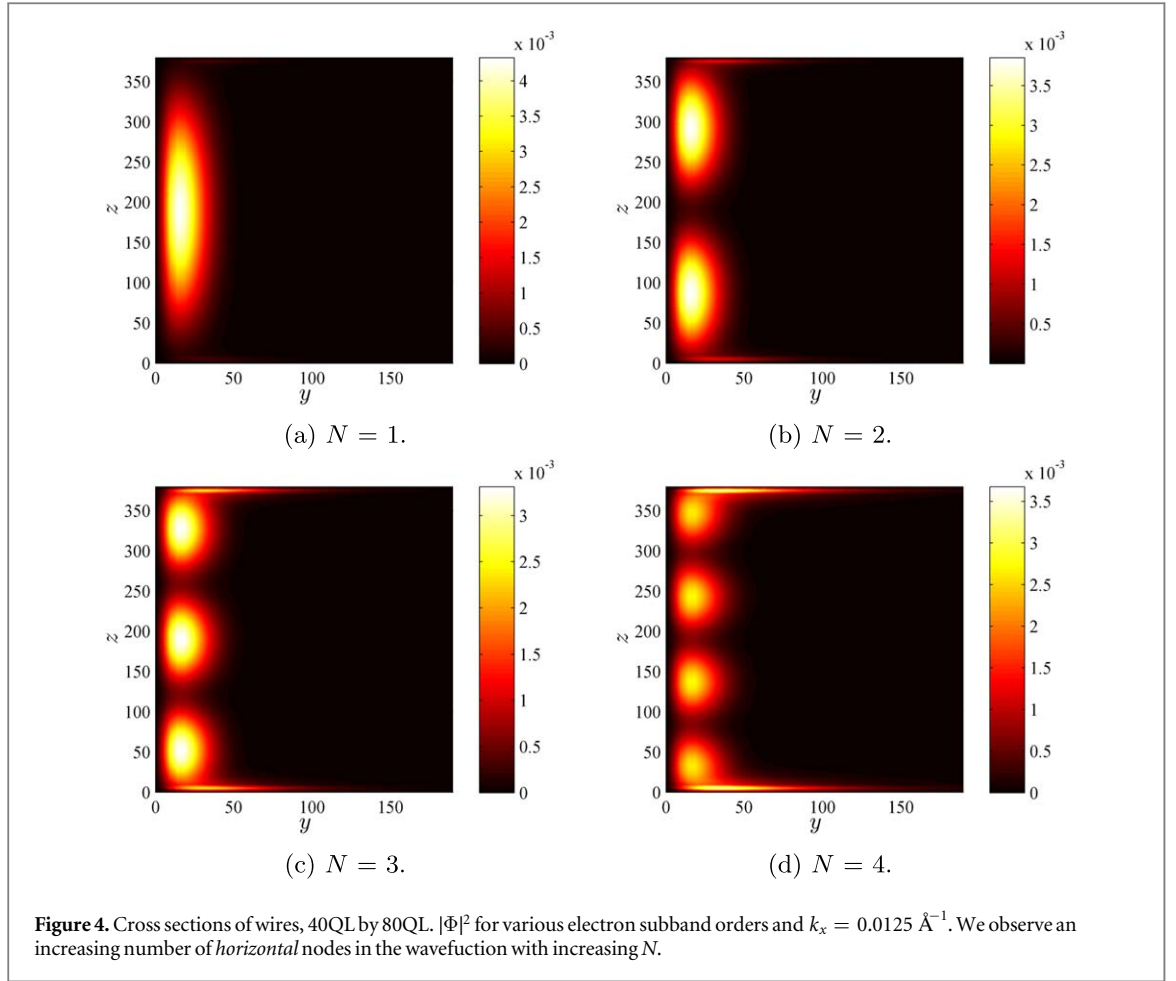 x 10⁻³
350
300
250
200
150
100
50
0
z
0 50 100 150
y
4
3.5
3
2.5
2
1.5
1
0.5
0
(a) N = 1.
x 10⁻³
350
300
250
200
150
100
50
0
z
0 50 100 150
y
3.5
3
2.5
2
1.5
1
0.5
(b) N = 2.
x 10⁻³
350
300
250
200
150
100
50
0
z
0 50 100 150
y
3
2.5
2
1.5
1
0.5
0
(c) N = 3.
x 10⁻³
350
300
250
200
150
100
50
0
z
0 50 100 150
y
3.5
3
2.5
2
1.5
1
0.5
0
(d) N = 4.
Figure 4. Cross sections of wires, 40QL by 80QL. |Φ|² for various electron subband orders and kₓ = 0.0125 Å⁻¹. We observe an
increasing number of horizontal nodes in the wavefuction with increasing N.